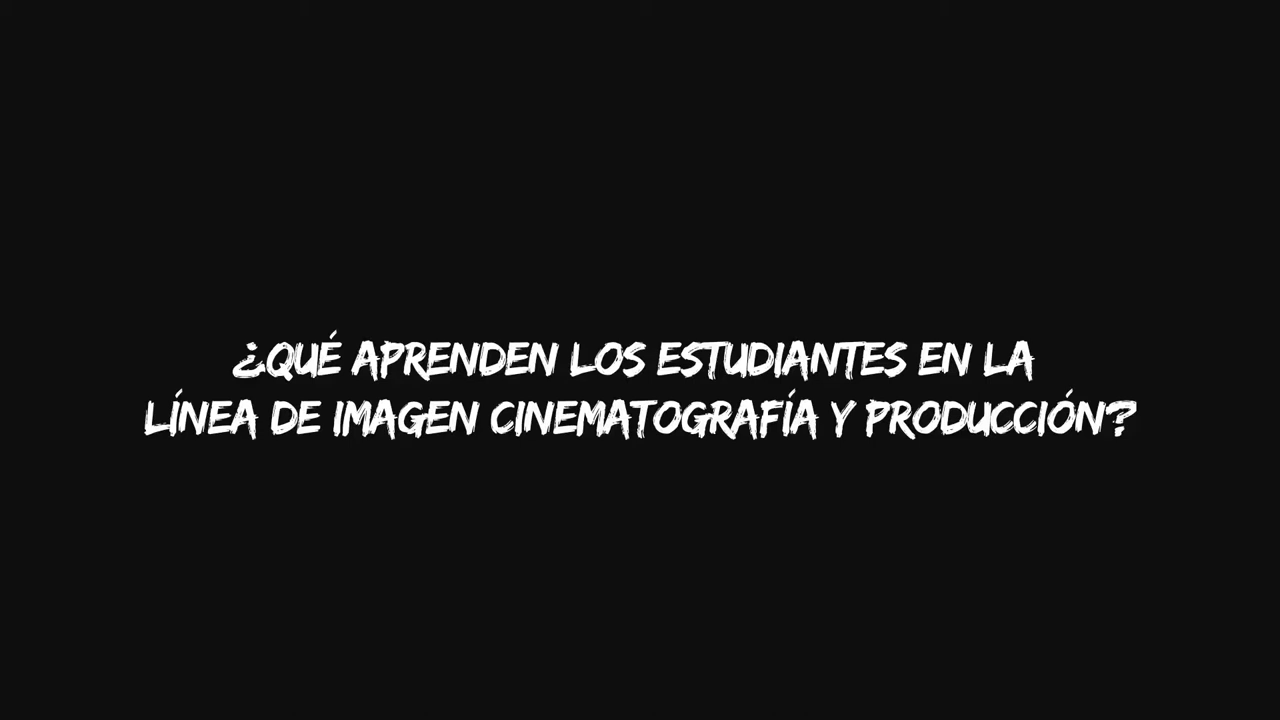 ¿QUÉ APRENDEN LOS ESTUDIANTES EN LA
LÍNEA DE IMAGEN CINEMATOGRAFÍA Y PRODUCCIÓN?